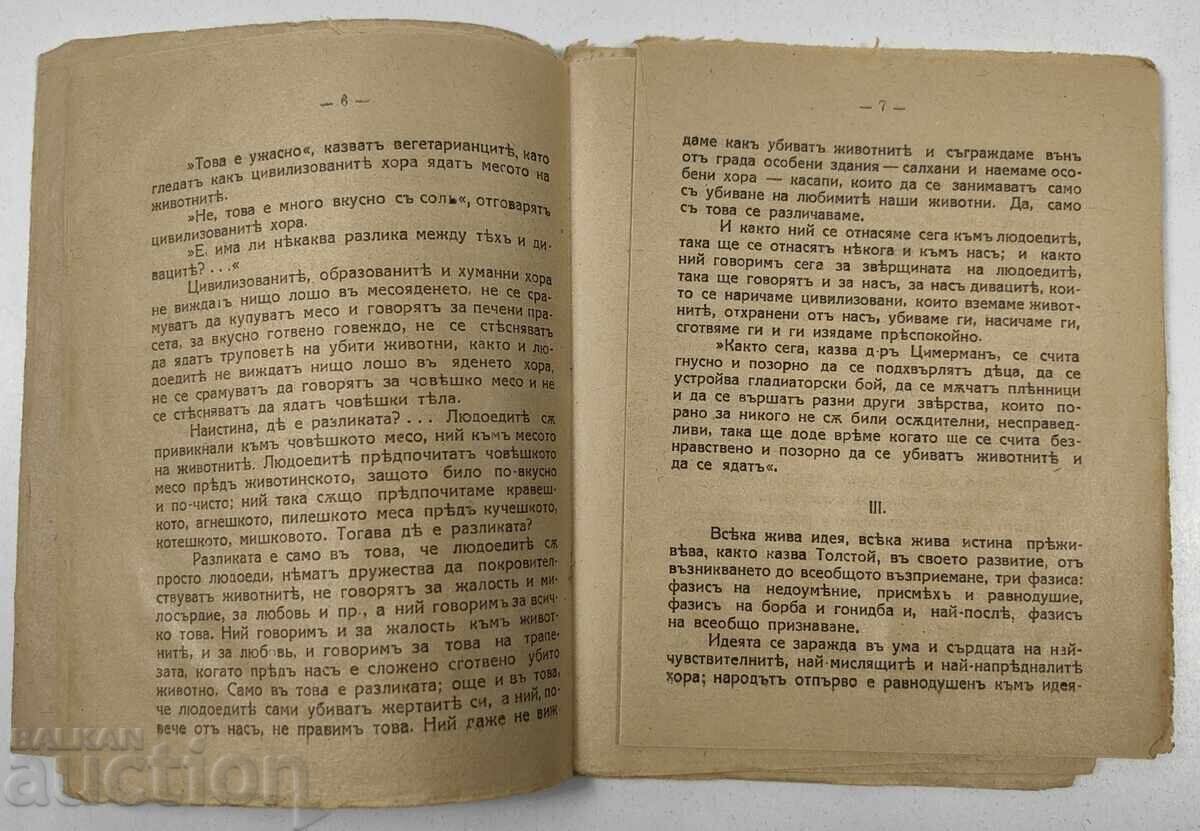 — 6 —
»Това е ужасно«, казватъ вегетарианцитѣ, като
гледатъ какъ цивилизованитѣ хора ядатъ месото на
животнитѣ.
»Не, това е много вкусно съ соль«, отговарятъ
цивилизованитѣ хора.
»Е, има ли нѣкаква разлика между тѣхъ и ди-
вацитѣ? . . .«
Цивилизованитѣ, образованитѣ и хуманни хора
не виждатъ нищо лошо въ месояденето, не се сра-
муватъ да купуватъ месо и говорятъ за печени пра-
сета, за вкусно готвено говеждо, не се стѣсняватъ
да ядатъ труповетѣ на убити животни, както и лю-
доедитѣ не виждатъ нищо лошо въ яденето хора,
не се срамуватъ да говорятъ за човѣшко месо и не
се стѣсняватъ да ядатъ човѣшки тѣла.
Наистина, дѣ е разликата? . . . Людоедитѣ сѫ
привикнали къмъ човѣшкото месо, ний къмъ месото
на животнитѣ. Людоедитѣ прѣдпочитатъ човѣшкото
месо прѣдъ животинското, защото било по-вкусно
и по-чисто; ний така сѫщо прѣдпочитаме кравеш-
кото, агнешкото, пилешкото меса прѣдъ кучешкото,
котешкото, мишковото. Тогава дѣ е разликата?
Разликата е само въ това, че людоедитѣ сѫ
просто людоеди, нѣматъ дружества да покровител-
ствуватъ животнитѣ, не говорятъ за жалость и ми-
лосърдие, за любовь и пр., а ний говоримъ за всич-
ко това. Ний говоримъ и за жалость къмъ живот-
нитѣ, и за любовь, и говоримъ за това на трапе-
зата, когато прѣдъ насъ е сложено сготвено убито
животно. Само въ това е разликата; още и въ това,
че людоедитѣ сами убиватъ жертвитѣ си, а ний, по-
вече отъ насъ, не правимъ това. Ний даже не виж-
— 7 —
даме какъ убиватъ животнитѣ и съграждаме вънъ
отъ града особени здания — салхани и наемаме осо-
бени хора — касапи, които да се занимаватъ само
съ убиване на любимитѣ наши животни. Да, само
съ това се различаваме.
И както ний се отнасяме сега къмъ людоедитѣ,
така ще се отнасятъ нѣкога и къмъ насъ; и както
ний говоримъ сега за звѣрщината на людоедитѣ,
така ще говорятъ и за насъ, за насъ диваците, кои-
то се наричаме цивилизовани, които вземаме живот-
нитѣ, отхранени отъ насъ, убиваме ги, насичаме ги,
сготвяме ги и ги изядаме прѣспокойно.
»Както сега, казва д-ръ Цимерманъ, се счита
гнусно и позорно да се подхвърлятъ дѣца, да се
устройва гладиаторски бой, да се мѫчатъ плѣнници
и да се вършатъ разни други звѣрства, които по-
рано за никого не сѫ били осѫдителни, несправед-
ливи, така ще доде врѣме когато ще се счита без-
нравствено и позорно да се убиватъ животнитѣ и
да се ядатъ«.
III.
Всѣка жива идея, всѣка жива истина прѣжи-
вѣва, както казва Толстой, въ своето развитие, отъ
възникването до всеобщото възприемане, три фазиса:
фазисъ на недоумѣние, присмѣхъ и равнодушие,
фазисъ на борба и гонидба и, най-послѣ, фазисъ
на всеобщо признаване.
Идеята се заражда въ ума и сърдцата на най-
чувствителнитѣ, най-мислящитѣ и най-напрѣдналитѣ
хора; народътъ отпърво е равнодушенъ къмъ идея-
BALKAN
auction